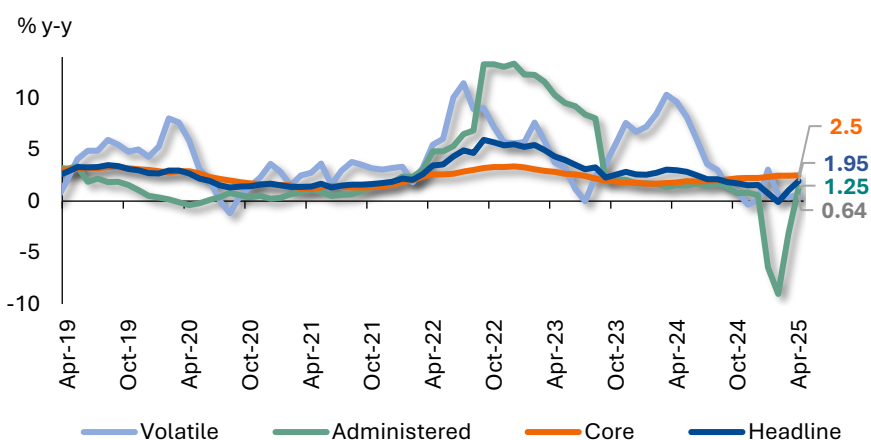 % y-y
10
5
0
-5
-10
2.5
1.95
1.25
0.64
Apr-19
Oct-19
Apr-20
Oct-20
Apr-21
Oct-21
Apr-22
Oct-22
Apr-23
Oct-23
Apr-24
Oct-24
Apr-25
Volatile Administered Core Headline